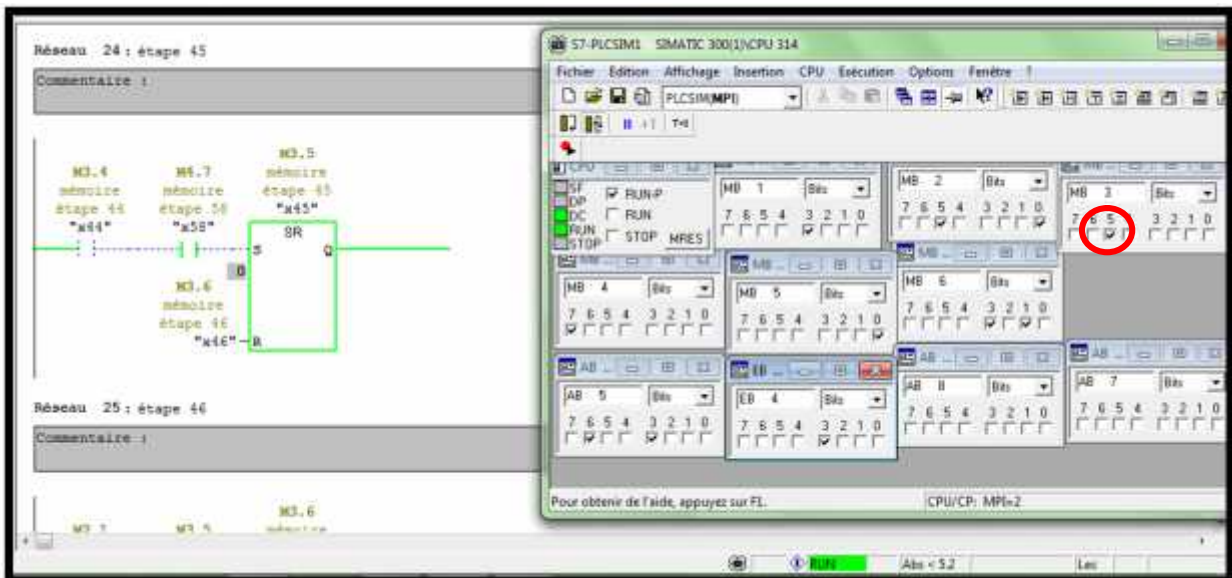 Réseau 24 : étape 45
Commentaire :
M3.5
mémoire
étape 45
"x45"
M3.4
mémoire
étape 44
"x44"
mémoire
étape 58
"x58"
SR
S
Q
0
M3.6
mémoire
étape 46
"x46"
R
Réseau 25 : étape 46
Commentaire :
M3.6
S7-PLCSIM1 SIMATIC 300(1)\CPU 314
Fichier Edition Affichage Insertion CPU Exécution Options Fenêtre ?
PLCSIM(MPI)
CPU
SF
DP
DC
RUN
STOP
RUN-P
RUN
STOP MRES
MB 1 Bits
7 6 5 4 3 2 1 0
MB 2 Bits
7 6 5 4 3 2 1 0
MB 3 Bits
7 6 5 3 2 1 0
MB 4 Bits
7 6 5 4 3 2 1 0
MB 5 Bits
7 6 5 4 3 2 1 0
MB 6 Bits
7 6 5 4 3 2 1 0
AB 5 Bits
7 6 5 4 3 2 1 0
EB 4 Bits
7 6 5 4 3 2 1 0
AB Bits
7 6 5 4 3 2 1 0
AB 7 Bits
7 6 5 4 3 2 1 0
Pour obtenir de l'aide, appuyez sur F1.
CPU/CP: MPI=2
RUN
Abs < 5.2